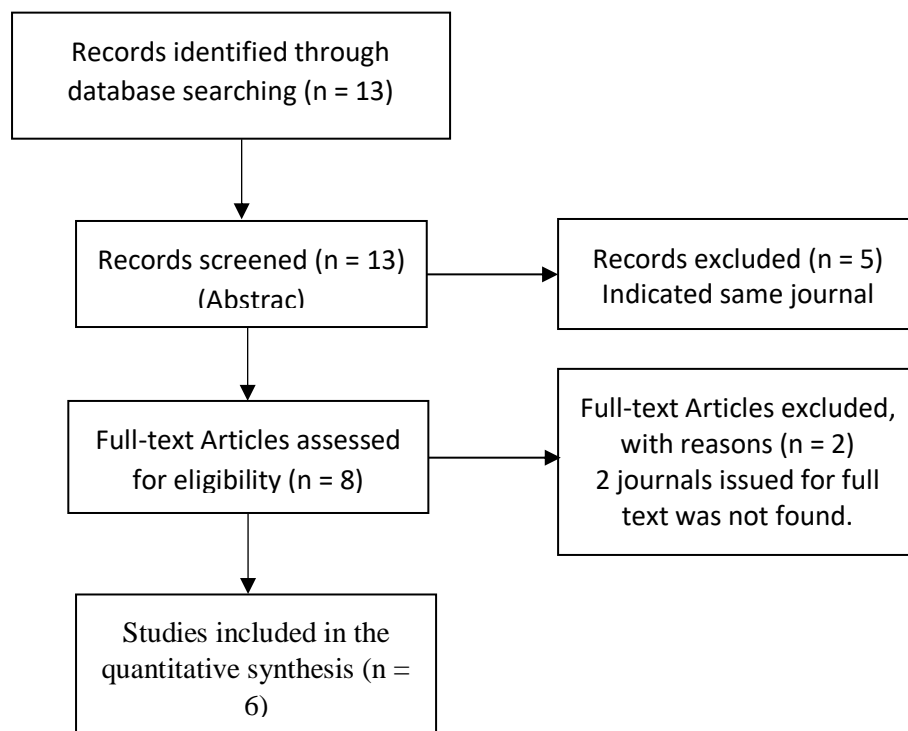 Records identified through
database searching (n = 13)
Records screened (n = 13)
(Abstrac)
Records excluded (n = 5)
Indicated same journal
Full-text Articles assessed
for eligibility (n = 8)
Full-text Articles excluded,
with reasons (n = 2)
2 journals issued for full
text was not found.
Studies included in the
quantitative synthesis (n =
6)